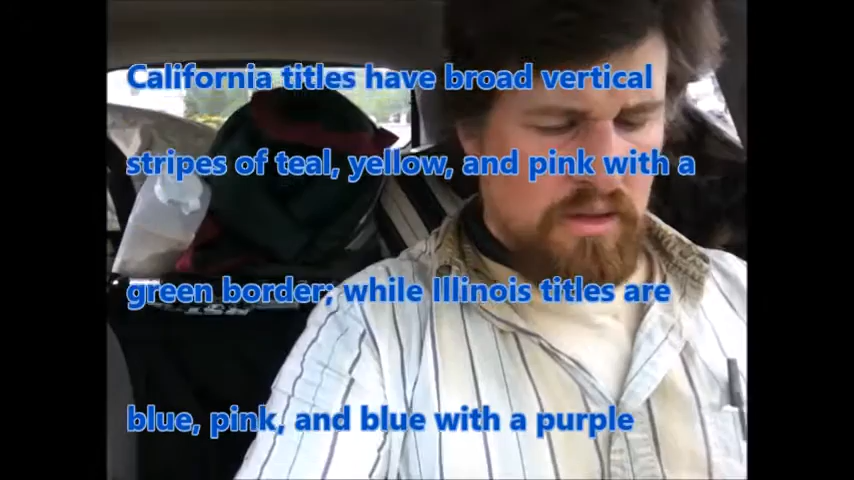 California titles have broad vertical
stripes of teal, yellow, and pink with a
green border; while Illinois titles are
blue, pink, and blue with a purple